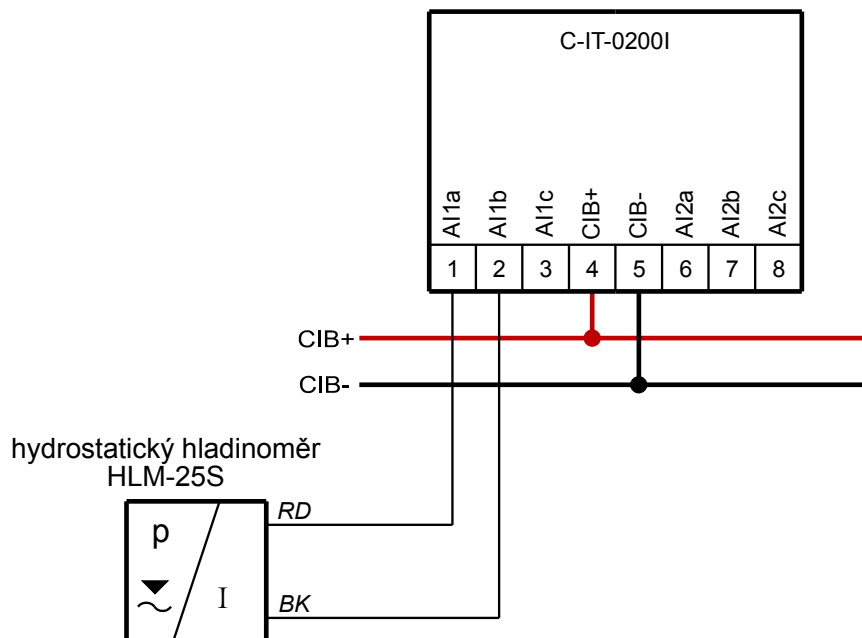 C-IT-0200I
AI1a AI1b AI1c CIB+ CIB- AI2a AI2b AI2c
1 2 3 4 5 6 7 8
CIB+
CIB-
hydrostatický hladinoměr
HLM-25S
RD
p
I
BK